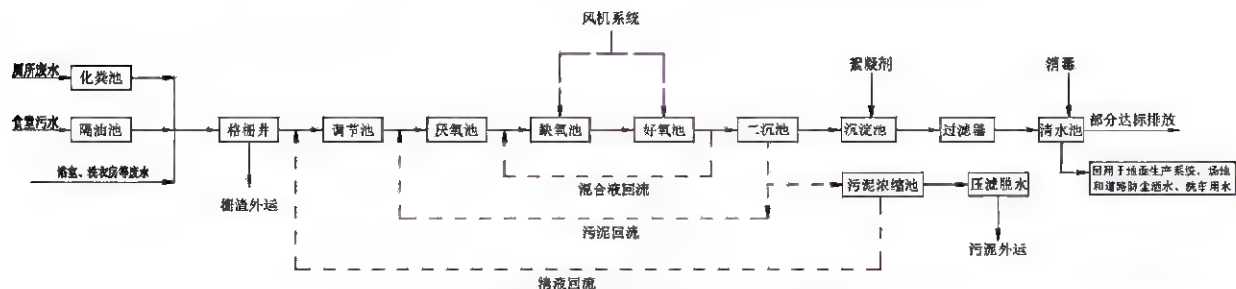 风机系统
厕所废水
化粪池
絮凝剂
消毒
食堂污水
隔油池
格栅井
调节池
厌氧池
缺氧池
好氧池
二沉池
沉淀池
过滤器
清水池
部分达标排放
浴室、洗衣房等废水
混合液回流
污泥浓缩池
压滤脱水
回用于地面生产系统、场地
和道路防尘洒水、洗车用水
栅渣外运
污泥回流
污泥外运
清液回流